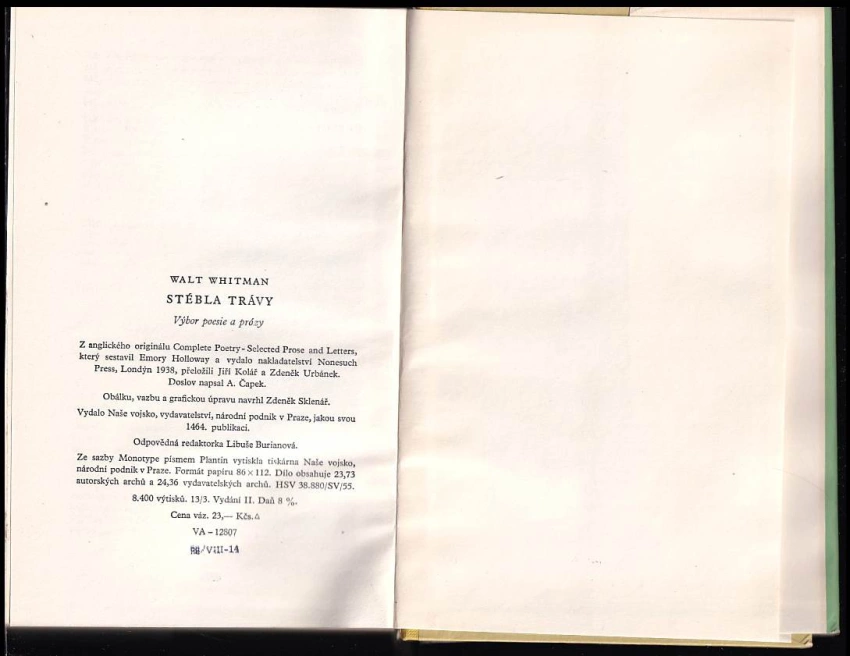 WALT WHITMAN
STÉBLA TRÁVY
Výbor poesie a prózy
Z anglického originálu Complete Poetry - Selected Prose and Letters,
který sestavil Emory Holloway a vydalo nakladatelství Nonesuch
Press, Londýn 1938, přeložili Jiří Kolář a Zdeněk Urbánek.
Doslov napsal A. Čapek.
Obálku, vazbu a grafickou úpravu navrhl Zdeněk Sklenář.
Vydalo Naše vojsko, vydavatelství, národní podnik v Praze, jakou svou
1464. publikaci.
Odpovědná redaktorka Libuše Burianová.
Ze sazby Monotype písmem Plantin vytiskla tiskárna Naše vojsko,
národní podnik v Praze. Formát papíru 86 × 112. Dílo obsahuje 23,73
autorských archů a 24,36 vydavatelských archů. HSV 38.880/SV/55.
8.400 výtisků. 13/3. Vydání II. Daň 8 %.
Cena váz. 23,— Kčs.△
VA – 12807
/VIII-14